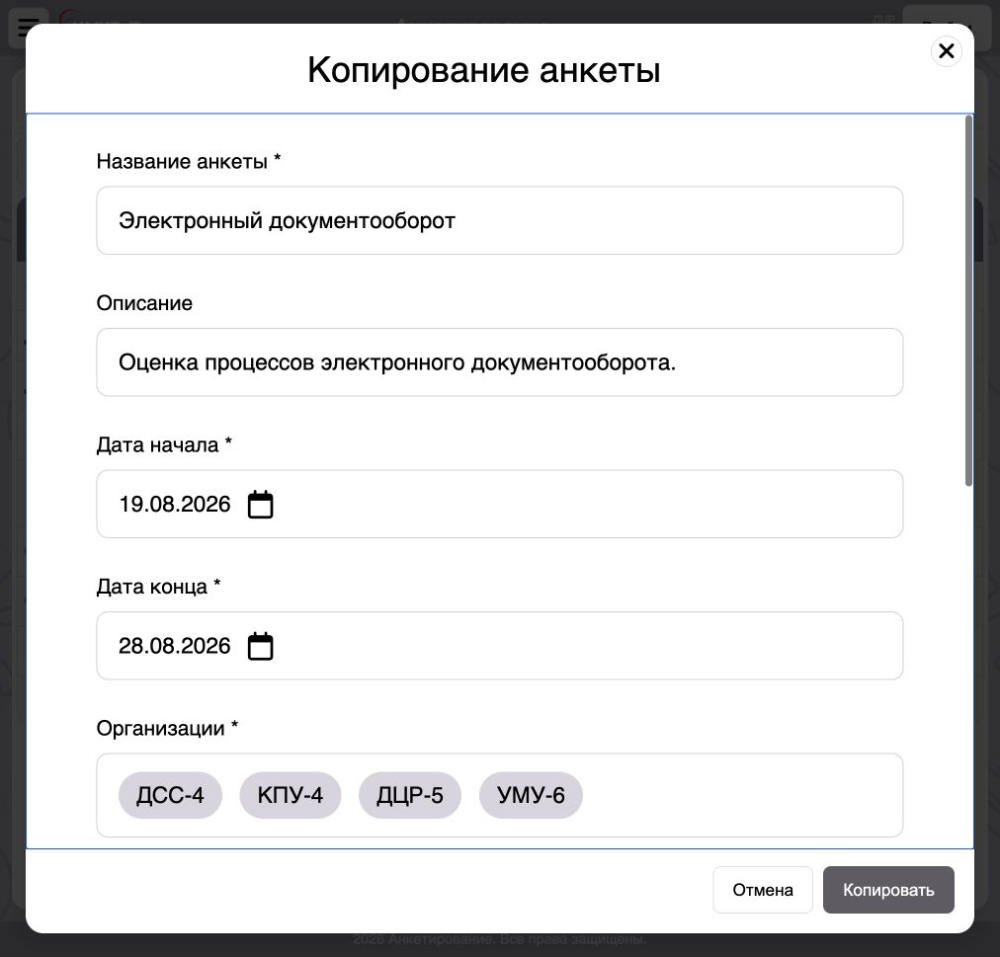 Копирование анкеты
Название анкеты *
Электронный документооборот
Описание
Оценка процессов электронного документооборота.
Дата начала *
19.08.2026
Дата конца *
28.08.2026
Организации *
ДСС-4 КПУ-4 ДЦР-5 УМУ-6
Отмена Копировать
2026 Анкетирование. Все права защищены.